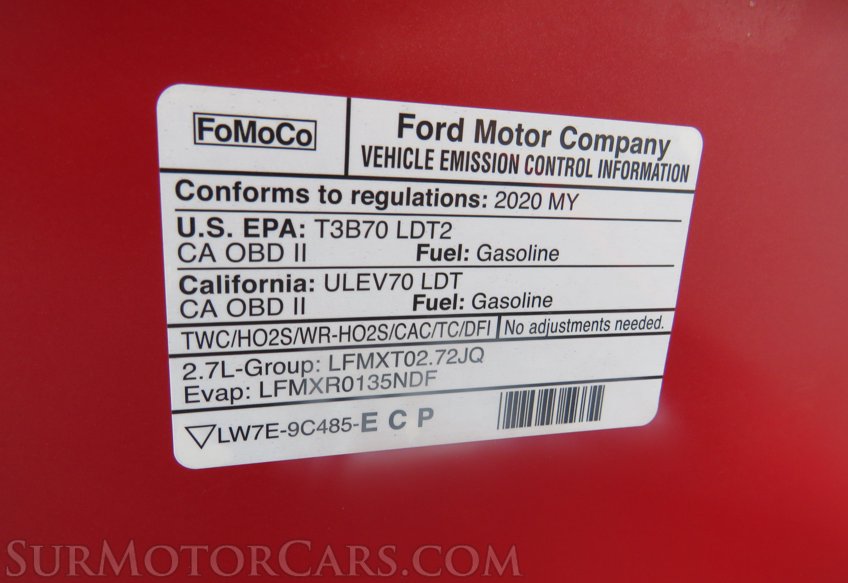 FoMoCo
Ford Motor Company
VEHICLE EMISSION CONTROL INFORMATION
Conforms to regulations: 2020 MY
U.S. EPA: T3B70 LDT2
CA OBD II Fuel: Gasoline
California: ULEV70 LDT
CA OBD II Fuel: Gasoline
TWC/HO2S/WR-HO2S/CAC/TC/DFI No adjustments needed.
2.7L-Group: LFMXT02.72JQ
Evap: LFMXR0135NDF
LW7E-9C485-E C P
SURMOTORCARS.COM